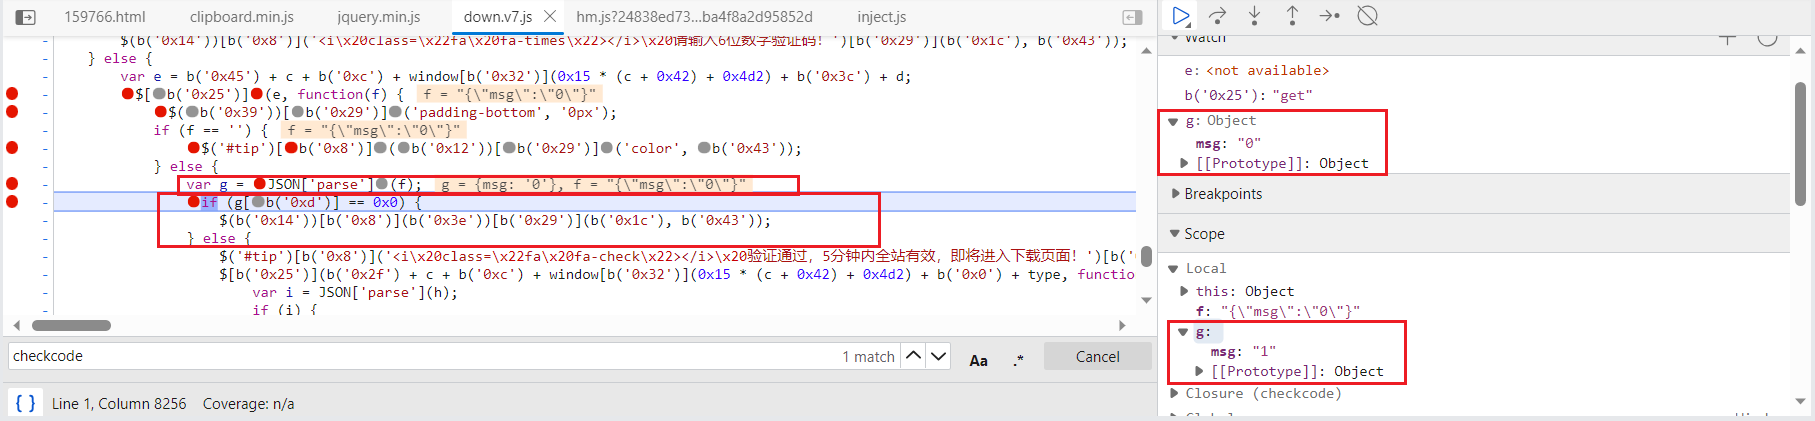 159766.html clipboard.min.js jquery.min.js down.v7.js hm.js?24838ed73...ba4f8a2d95852d inject.js
$(b('0x14'))[b('0x8')]('<i\x20class=\x22fa\x20fa-times\x22></i>\x20请输入6位数字验证码！')[b('0x29')](b('0x1c'), b('0x43'));
} else {
var e = b('0x45') + c + b('0xc') + window[b('0x32')](0x15 * (c + 0x42) + 0x4d2) + b('0x3c') + d;
$[b('0x25')](e, function(f) { f = "{\"msg\":\"0\"}"
$(b('0x39'))[b('0x29')]('padding-bottom', '0px');
if (f == '') { f = "{\"msg\":\"0\"}"
$('#tip')[b('0x8')](b('0x12'))[b('0x29')]('color', b('0x43'));
} else {
var g = JSON['parse'](f); g = {msg: '0'}, f = "{\"msg\":\"0\"}"
if (g[b('0xd')] == 0x0) {
$(b('0x14'))[b('0x8')](b('0x3e'))[b('0x29')](b('0x1c'), b('0x43'));
} else {
$('#tip')[b('0x8')]('<i\x20class=\x22fa\x20fa-check\x22></i>\x20验证通过，5分钟内全站有效，即将进入下载页面！')[b('
$[b('0x25')](b('0x2f') + c + b('0xc') + window[b('0x32')](0x15 * (c + 0x42) + 0x4d2) + b('0x0') + type, functio
var i = JSON['parse'](h);
if (i) {
checkcode 1 match Aa .* Cancel
{ } Line 1, Column 8256 Coverage: n/a
Watch
e: <not available>
b('0x25'): "get"
g: Object
msg: "0"
[[Prototype]]: Object
Breakpoints
Scope
Local
this: Object
f: "{\"msg\":\"0\"}"
g:
msg: "1"
[[Prototype]]: Object
Closure (checkcode)